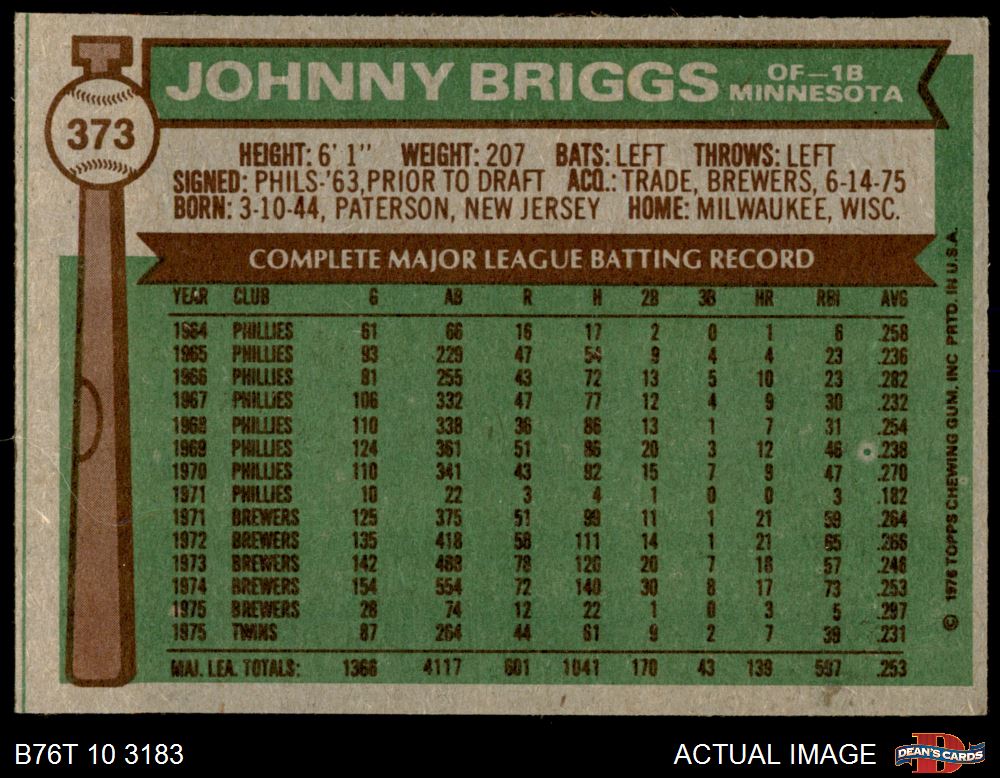 373
JOHNNY BRIGGS OF—1B MINNESOTA
HEIGHT: 6' 1" WEIGHT: 207 BATS: LEFT THROWS: LEFT
SIGNED: PHILS-'63, PRIOR TO DRAFT ACQ.: TRADE, BREWERS, 6-14-75
BORN: 3-10-44, PATERSON, NEW JERSEY HOME: MILWAUKEE, WISC.
COMPLETE MAJOR LEAGUE BATTING RECORD
YEAR CLUB G AB R H 2B 3B HR RBI AVG
1964 PHILLIES 61 66 16 17 2 0 1 6 .258
1965 PHILLIES 93 229 47 54 9 4 4 23 .236
1966 PHILLIES 81 255 43 72 13 5 10 23 .282
1967 PHILLIES 106 332 47 77 12 4 9 30 .232
1968 PHILLIES 110 338 36 86 13 1 7 31 .254
1969 PHILLIES 124 361 51 86 20 3 12 46 .238
1970 PHILLIES 110 341 43 92 15 7 9 47 .270
1971 PHILLIES 10 22 3 4 1 0 0 3 .182
1971 BREWERS 125 375 51 99 11 1 21 59 .264
1972 BREWERS 135 418 58 111 14 1 21 65 .266
1973 BREWERS 142 488 78 120 20 7 18 57 .246
1974 BREWERS 154 554 72 140 30 8 17 73 .253
1975 BREWERS 28 74 12 22 1 0 3 5 .297
1975 TWINS 87 264 44 61 9 2 7 39 .231
MAJ. LEA. TOTALS: 1366 4117 601 1041 170 43 139 507 .253
© 1976 TOPPS CHEWING GUM, INC PRTD. IN U.S.A.
B76T 10 3183
ACTUAL IMAGE
DEAN'S CARDS